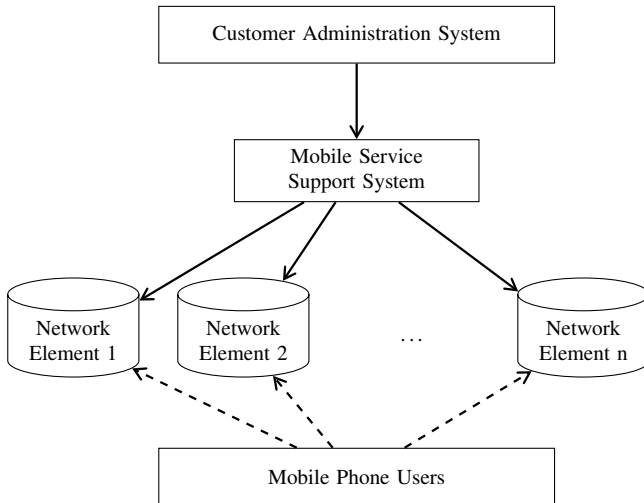 Customer Administration System
Mobile Service
Support System
Network
Element 1
Network
Element 2
...
Network
Element n
Mobile Phone Users